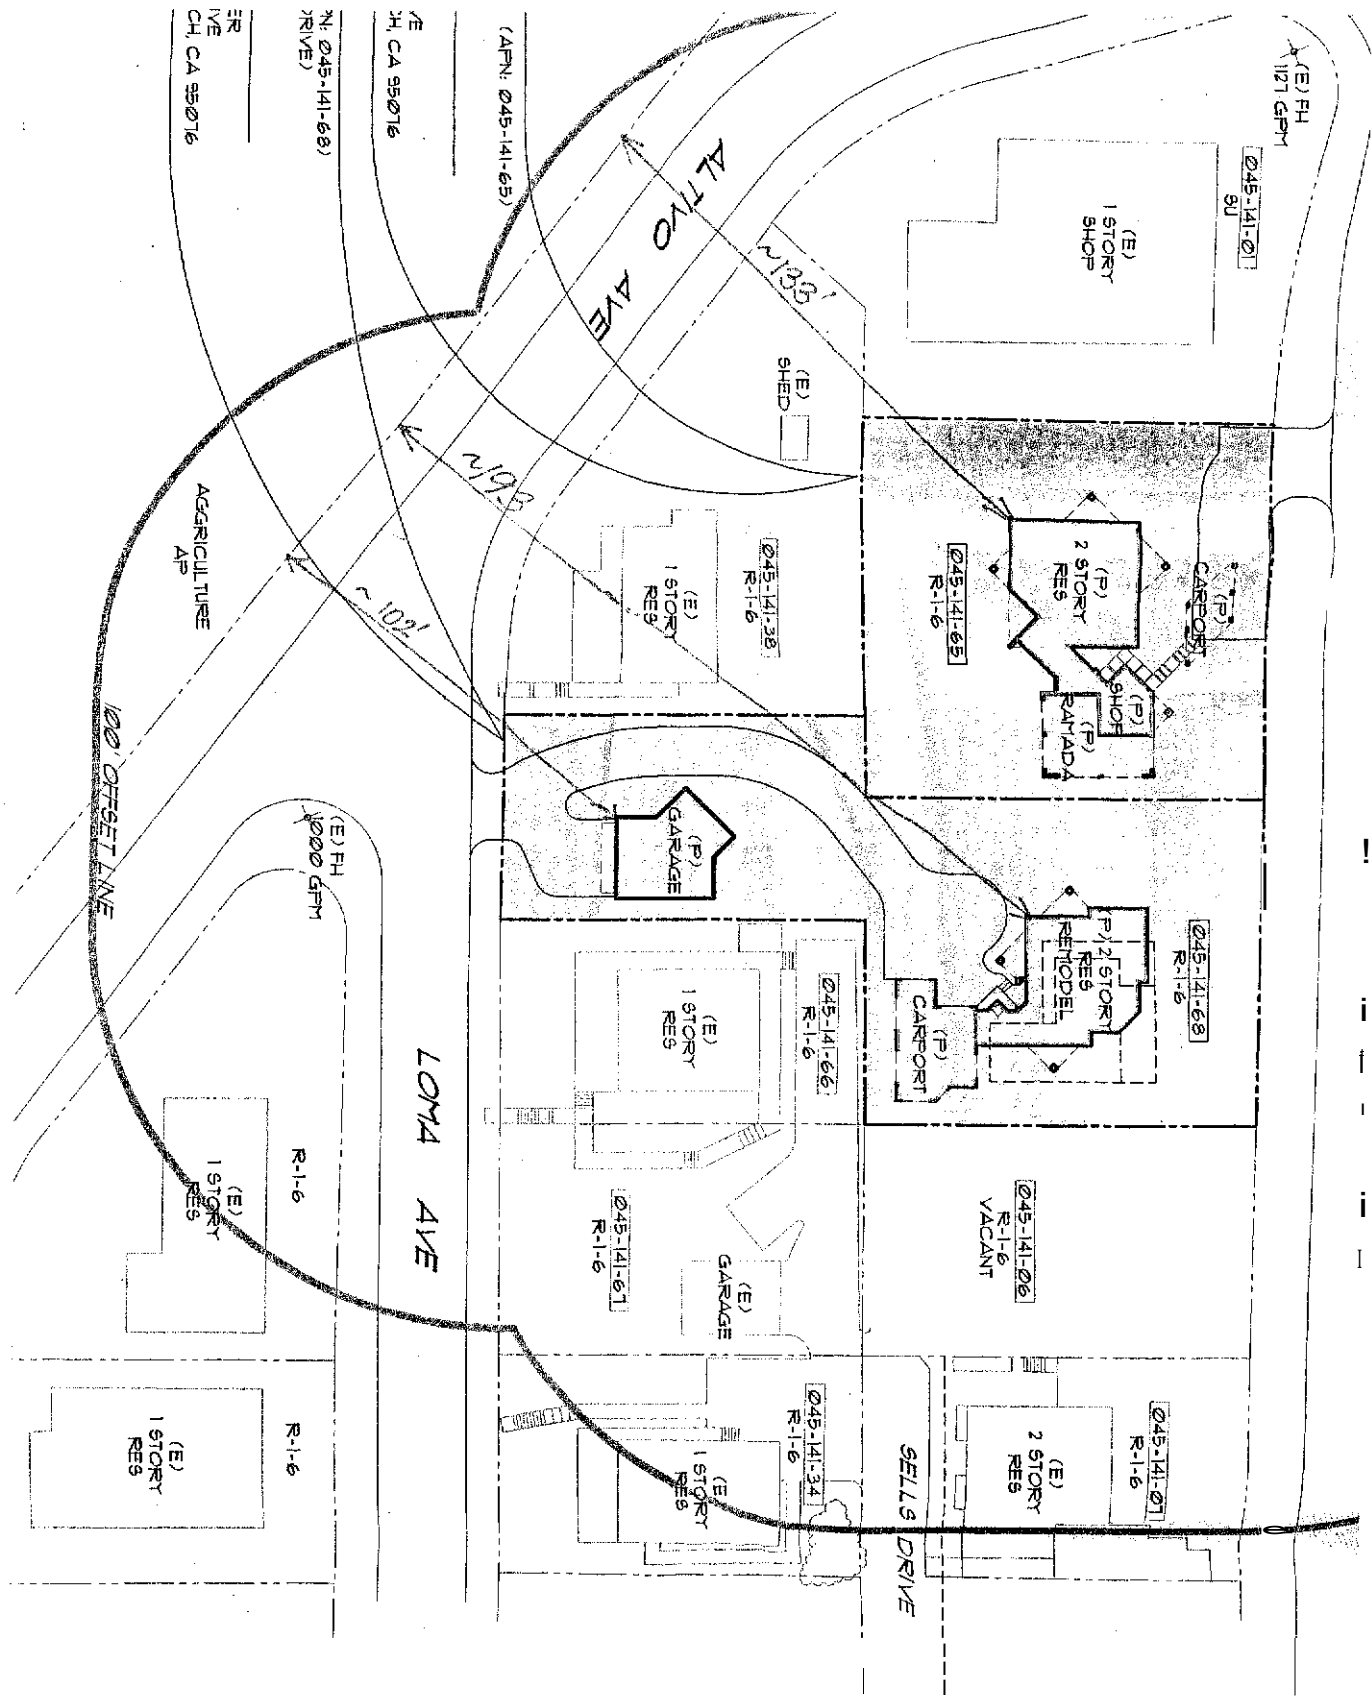 (E) FH
1127 GPM
045-141-01
SU
(E)
1 STORY
SHOP
(APN: 045-141-65)
VE
CH, CA 95076
PN: 045-141-68)
DRIVE)
ER
IVE
CH, CA 95076
ALTIVO AVE
~133'
(E)
SHED
~193
~102'
AGGRICULTURE
AP
100' OFFSET LINE
(E)
1 STORY
RES
045-141-38
R-1-6
045-141-65
R-1-6
(P)
2 STORY
RES
(P)
CARPORT
(P)
SHOP
(P)
RAMADA
(P)
GARAGE
(E) FH
1000 GPM
045-141-68
R-1-6
(P) 2 STORY
RES
REMODEL
(P)
CARPORT
045-141-66
R-1-6
(E)
1 STORY
RES
LOMA AVE
045-141-67
R-1-6
(E)
GARAGE
045-141-06
R-1-6
VACANT
R-1-6
(E)
1 STORY
RES
R-1-6
(E)
1 STORY
RES
045-141-34
R-1-6
(E
1 STORY
RES
SELLS DRIVE
045-141-07
R-1-6
(E)
2 STORY
RES